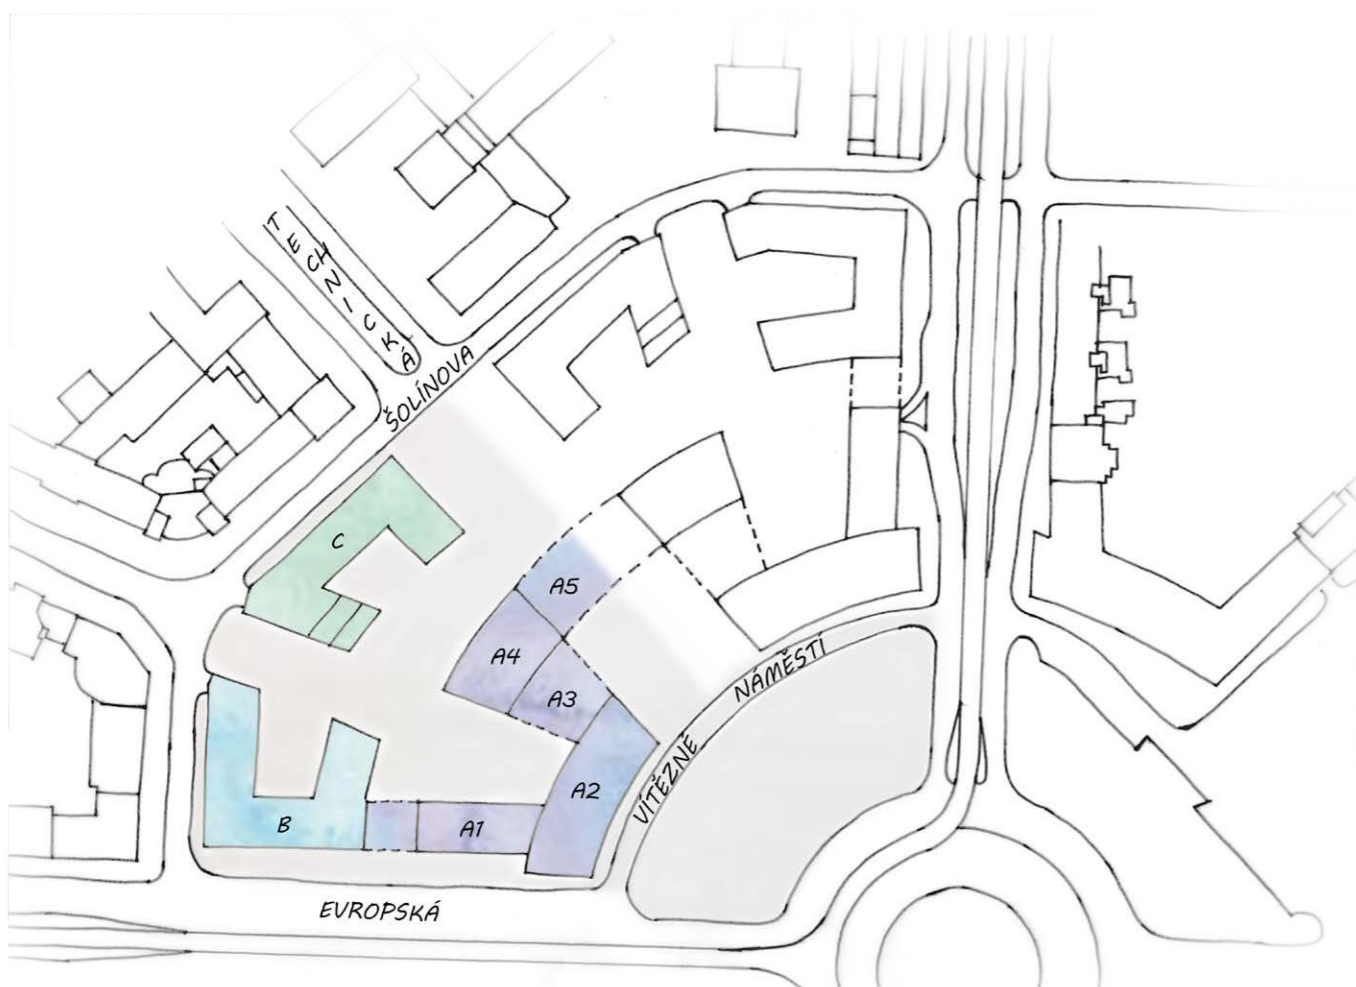 TECHNICKÁ
ŠOLÍNOVA
C
A5
A4
A3
NÁMĚSTÍ
VÍTĚZNÉ
A2
B
A1
EVROPSKÁ